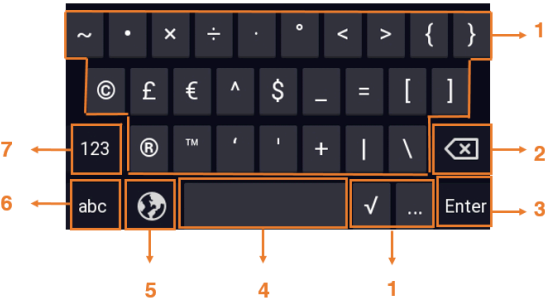 ~ • × ÷ · ° < > { } 1
© £ € ^ $ _ = [ ]
7 123 ® ™ ‘ ' + | \ 2
6 abc √ ... Enter 3
5 4 1